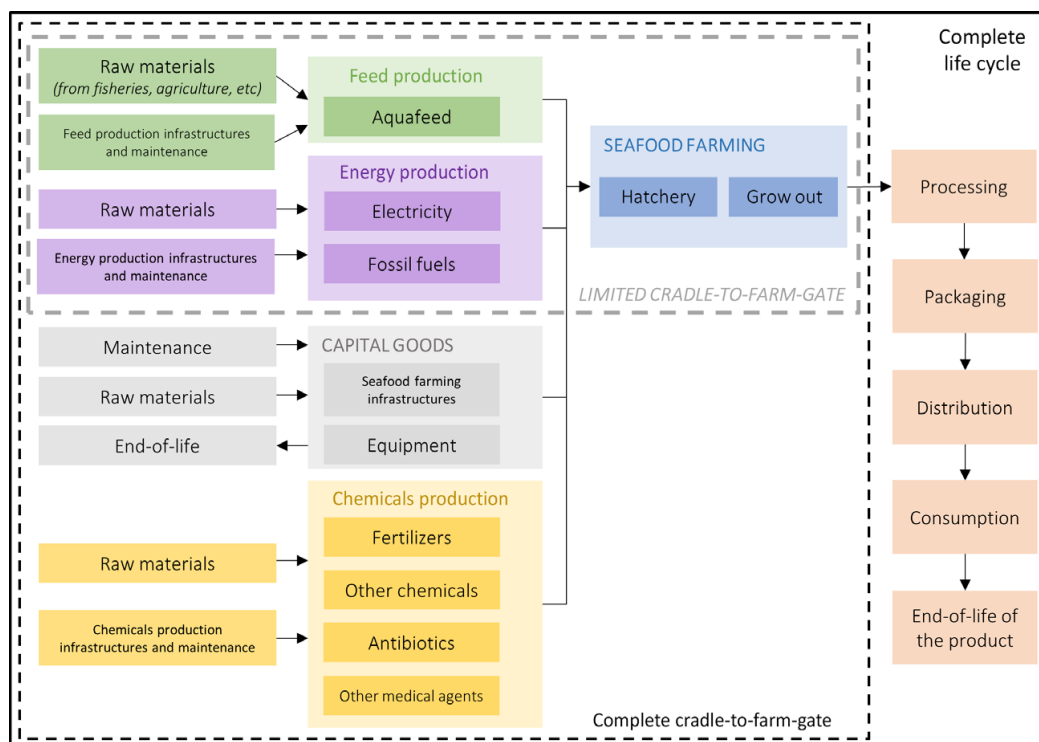 Complete
life cycle
Raw materials
(from fisheries, agriculture, etc)
Feed production infrastructures
and maintenance
Feed production
Aquafeed
Raw materials
Energy production infrastructures
and maintenance
Energy production
Electricity
Fossil fuels
SEAFOOD FARMING
Hatchery
Grow out
LIMITED CRADLE-TO-FARM-GATE
Maintenance
Raw materials
End-of-life
CAPITAL GOODS
Seafood farming
infrastructures
Equipment
Raw materials
Chemicals production
infrastructures and maintenance
Chemicals production
Fertilizers
Other chemicals
Antibiotics
Other medical agents
Complete cradle-to-farm-gate
Processing
Packaging
Distribution
Consumption
End-of-life of
the product